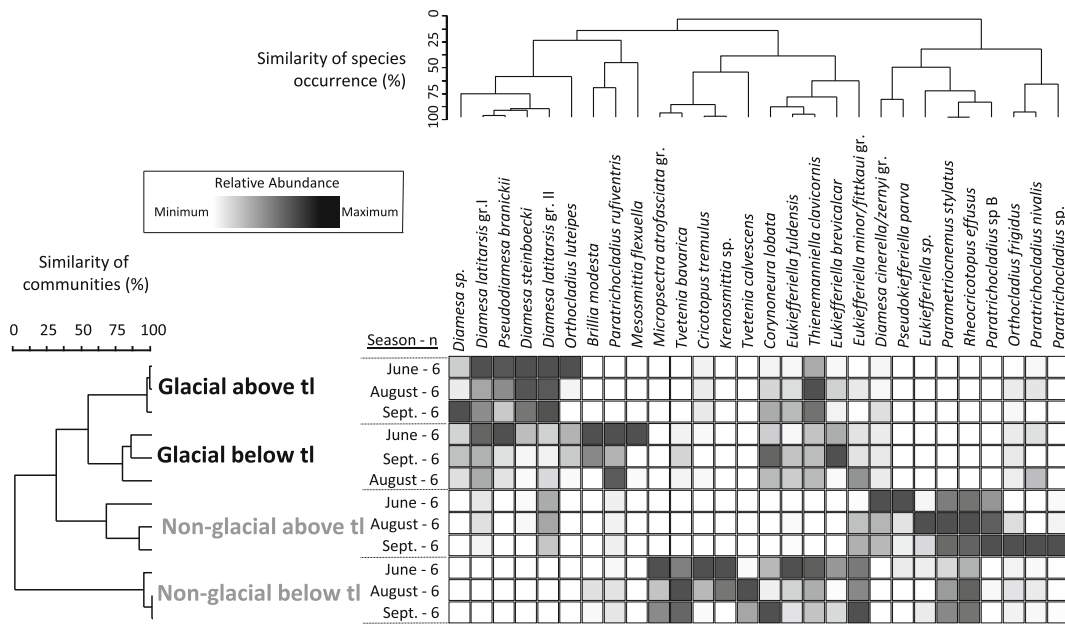 Similarity of species
occurrence (%)
0
25
50
75
100
Relative Abundance
Minimum
Maximum
Similarity of
communities (%)
0 25 50 75 100
Diamesa sp.
Diamesa latitarsis gr.I
Pseudodiamesa branickii
Diamesa steinboecki
Diamesa latitarsis gr. II
Orthocladius luteipes
Brillia modesta
Paratrichocladius rufiventris
Mesosmittia flexuella
Micropsectra atrofasciata gr.
Tvetenia bavarica
Cricotopus tremulus
Krenosmittia sp.
Tvetenia calvescens
Corynoneura lobata
Eukiefferiella fuldensis
Thienemanniella clavicornis
Eukiefferiella brevicalcar
Eukiefferiella minor/fittkaui gr.
Diamesa cinerella/zernyi gr.
Pseudokiefferiella parva
Eukiefferiella sp.
Parametriocnemus stylatus
Rheocricotopus effusus
Paratrichocladius sp B
Orthocladius frigidus
Paratrichocladius nivalis
Paratrichocladius sp.
Season - n
June - 6
Glacial above tl
August - 6
Sept. - 6
June - 6
Glacial below tl
Sept. - 6
August - 6
June - 6
Non-glacial above tl
August - 6
Sept. - 6
June - 6
Non-glacial below tl
August - 6
Sept. - 6